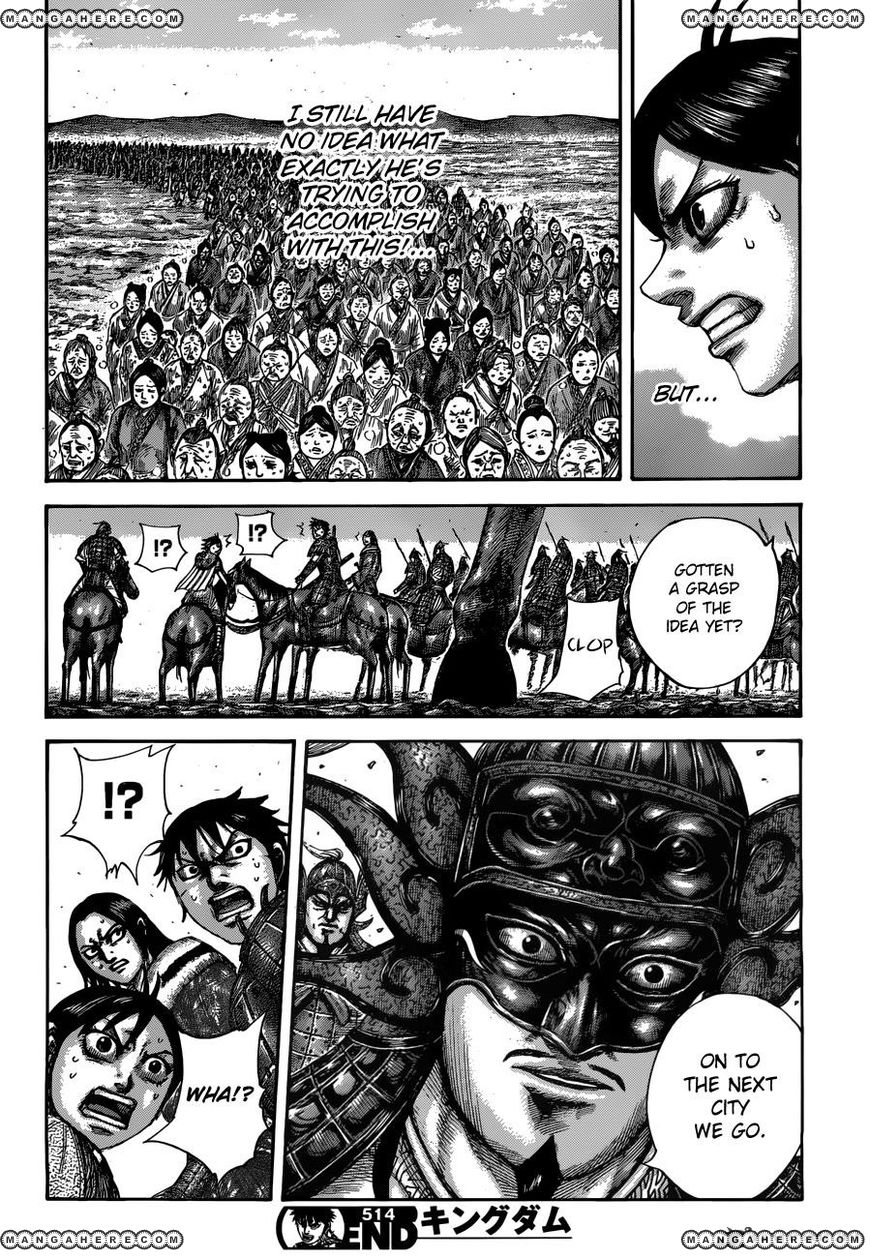 MANGAHERE.COM
MANGAHERE.COM
I STILL HAVE
NO IDEA WHAT
EXACTLY HE'S
TRYING TO
ACCOMPLISH
WITH THIS!...
BUT...
!?
!?
CLOP
GOTTEN
A GRASP
OF THE
IDEA YET?
!?
WHA!?
ON TO
THE NEXT
CITY
WE GO.
514
END キングダム
MANGAHERE.COM
MANGAHERE.COM